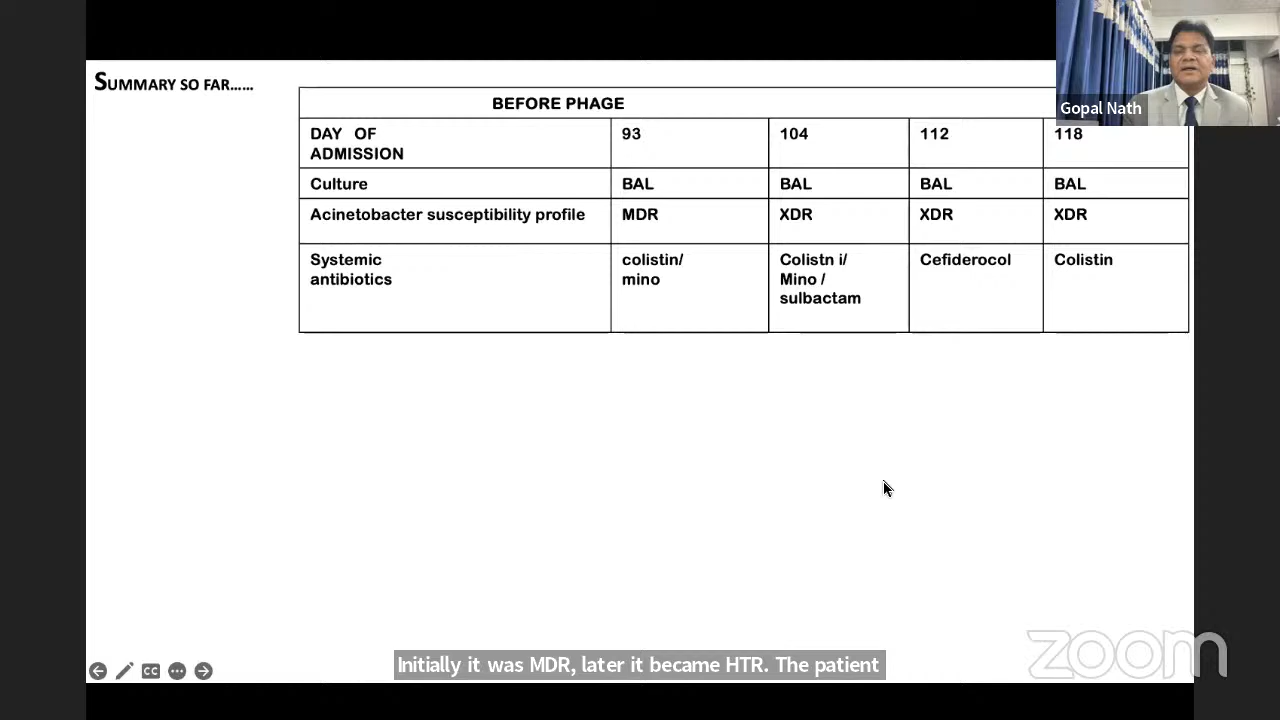 SUMMARY SO FAR……
BEFORE PHAGE
Gopal Nath
DAY OF
ADMISSION
93
104
112
118
Culture
BAL
BAL
BAL
BAL
Acinetobacter susceptibility profile
MDR
XDR
XDR
XDR
Systemic
antibiotics
colistin/
mino
Colistn i/
Mino /
sulbactam
Cefiderocol
Colistin
CC
Initially it was MDR, later it became HTR. The patient
zoom